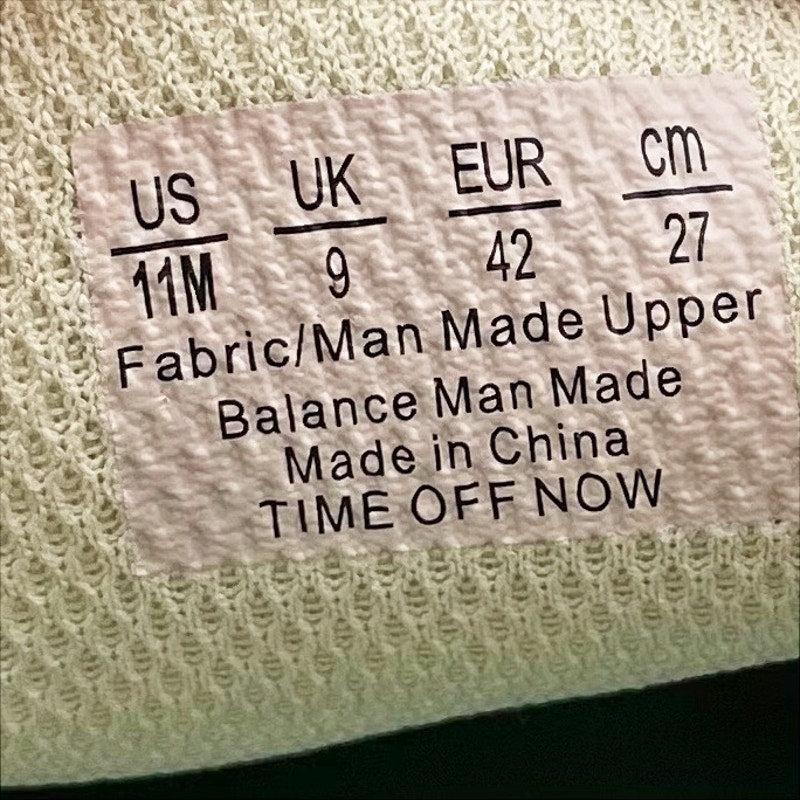 US UK EUR cm
11M 9 42 27
Fabric/Man Made Upper
Balance Man Made
Made in China
TIME OFF NOW